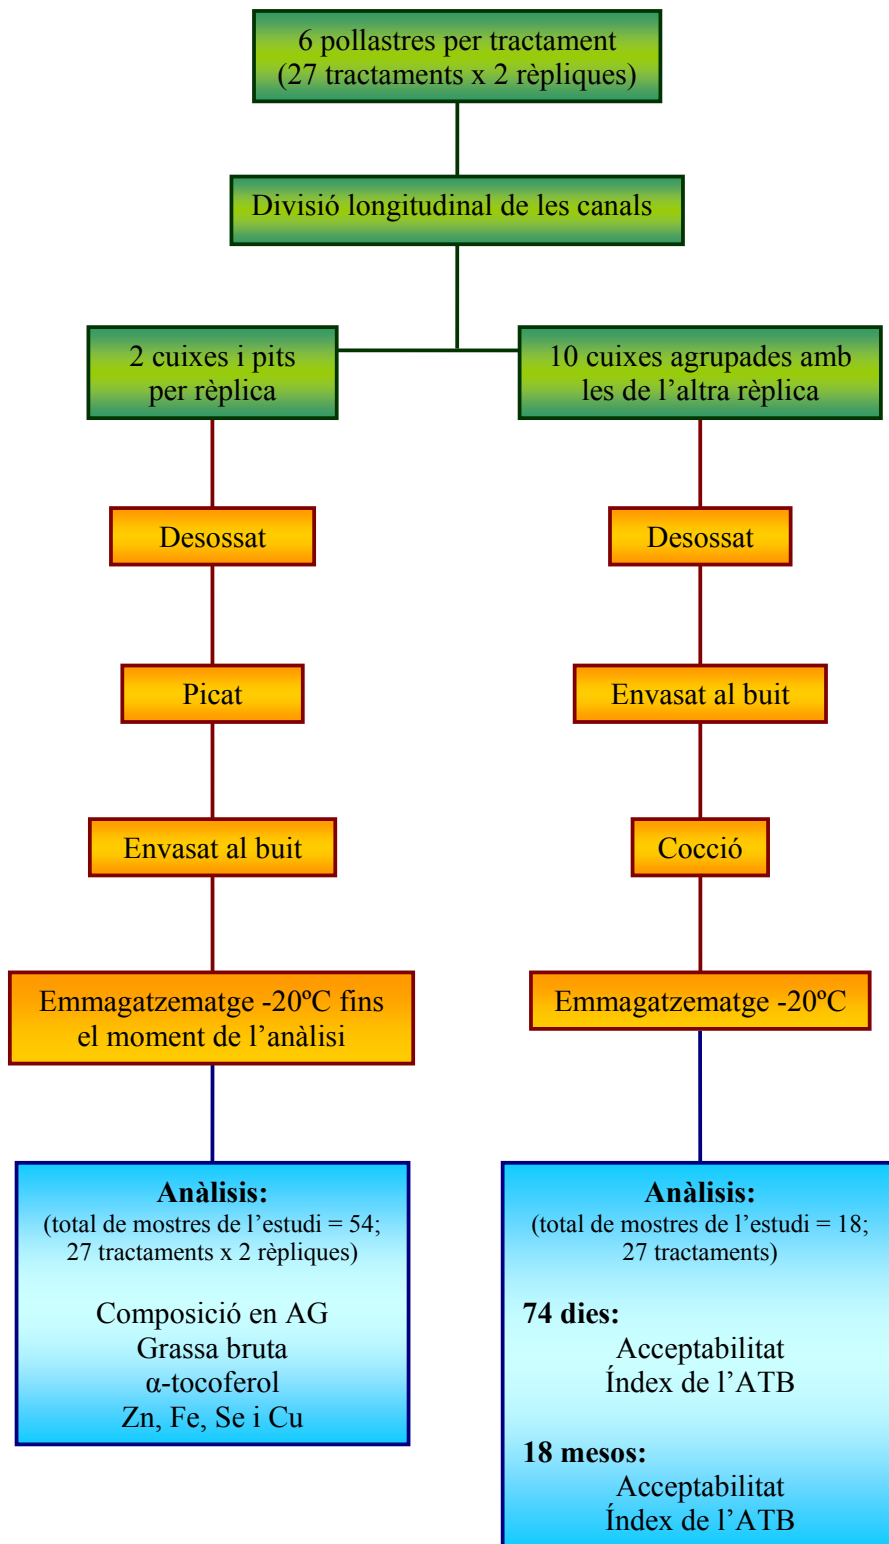 6 pollastres per tractament
(27 tractaments x 2 rèpliques)
Divisió longitudinal de les canals
2 cuixes i pits
per rèplica
10 cuixes agrupades amb
les de l'altra rèplica
Desossat
Desossat
Picat
Envasat al buit
Envasat al buit
Cocció
Emmagatzematge -20ºC fins
el moment de l'anàlisi
Emmagatzematge -20ºC
Anàlisis:
(total de mostres de l'estudi = 54;
27 tractaments x 2 rèpliques)
Composició en AG
Grassa bruta
α-tocoferol
Zn, Fe, Se i Cu
Anàlisis:
(total de mostres de l'estudi = 18;
27 tractaments)
74 dies:
Acceptabilitat
Índex de l'ATB
18 mesos:
Acceptabilitat
Índex de l'ATB